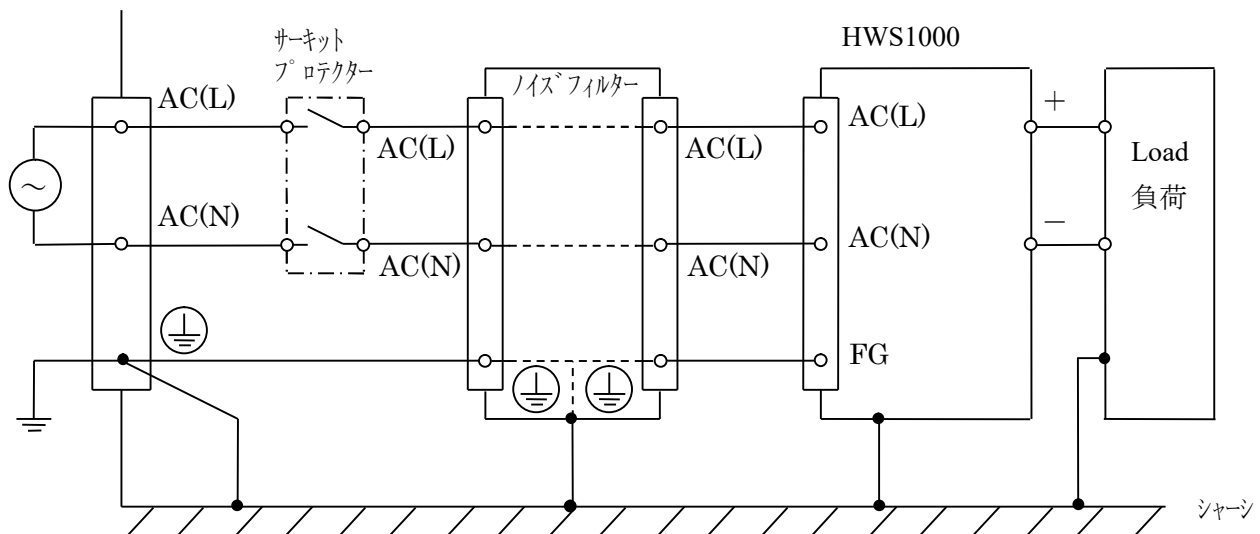 サーキット
プロテクター
HWS1000
ノイズフィルター
AC(L)
AC(L)
AC(L)
AC(L)
+
Load
負荷
～
AC(N)
AC(N)
AC(N)
AC(N)
－
FG
シャーシ